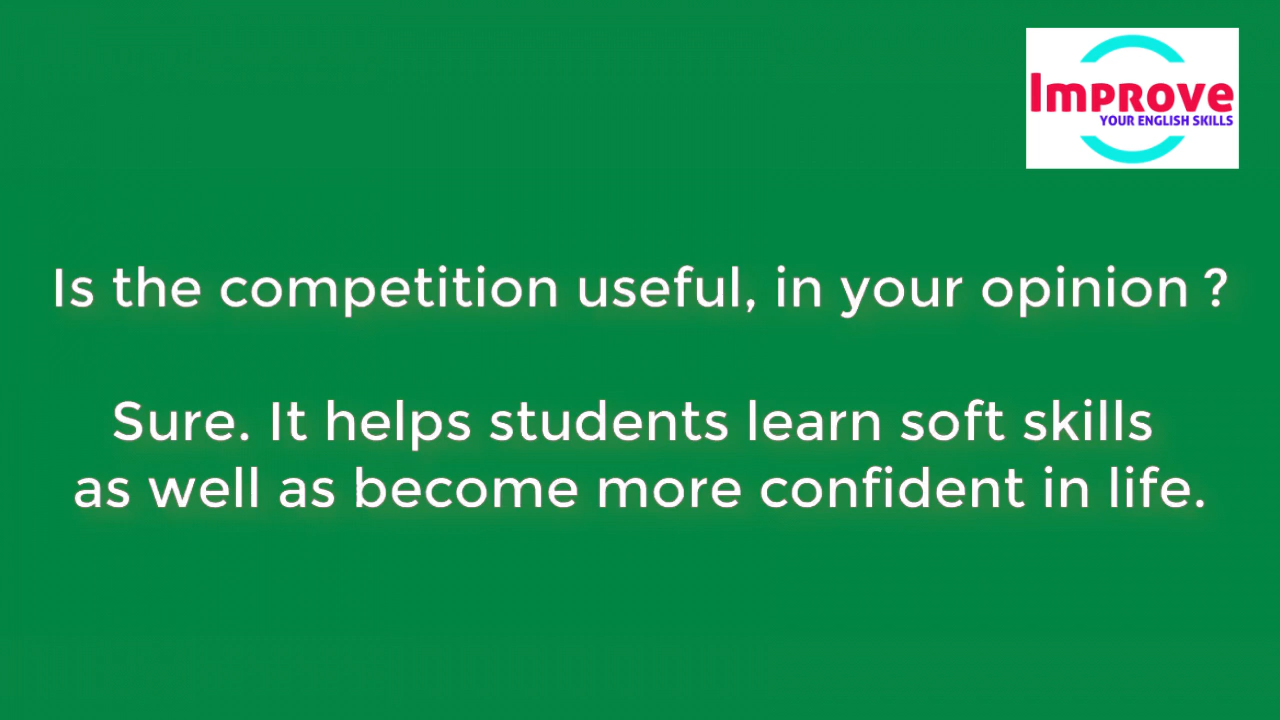 Improve
YOUR ENGLISH SKILLS
Is the competition useful, in your opinion ?
Sure. It helps students learn soft skills
as well as become more confident in life.